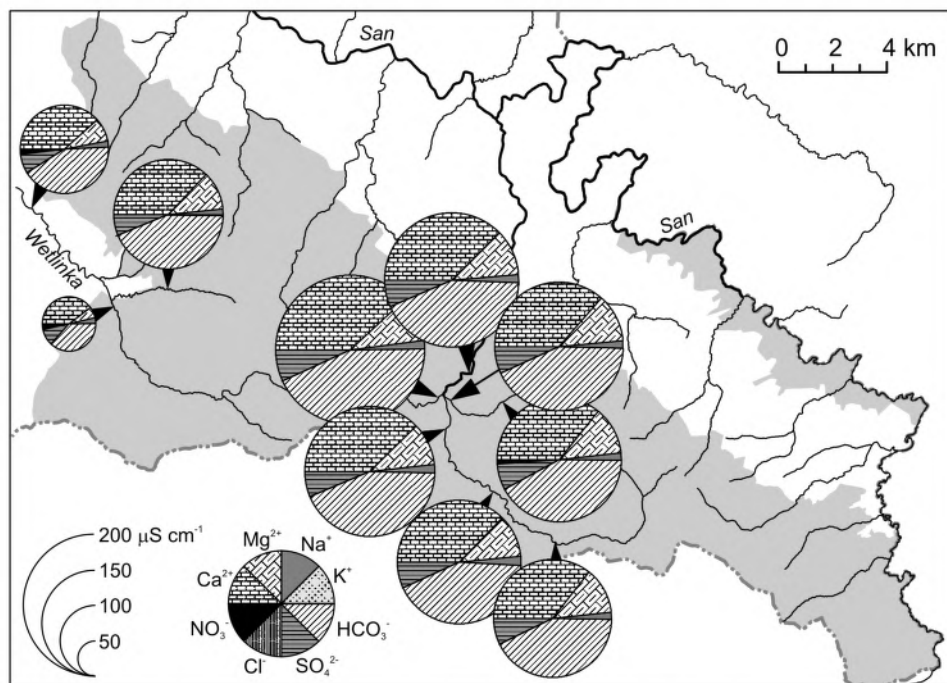 San
0 2 4 km
San
Wetlinka
200 μS cm⁻¹
150
100
50
Mg²⁺ Na⁺
Ca²⁺ K⁺
NO₃⁻ HCO₃⁻
Cl⁻ SO₄²⁻